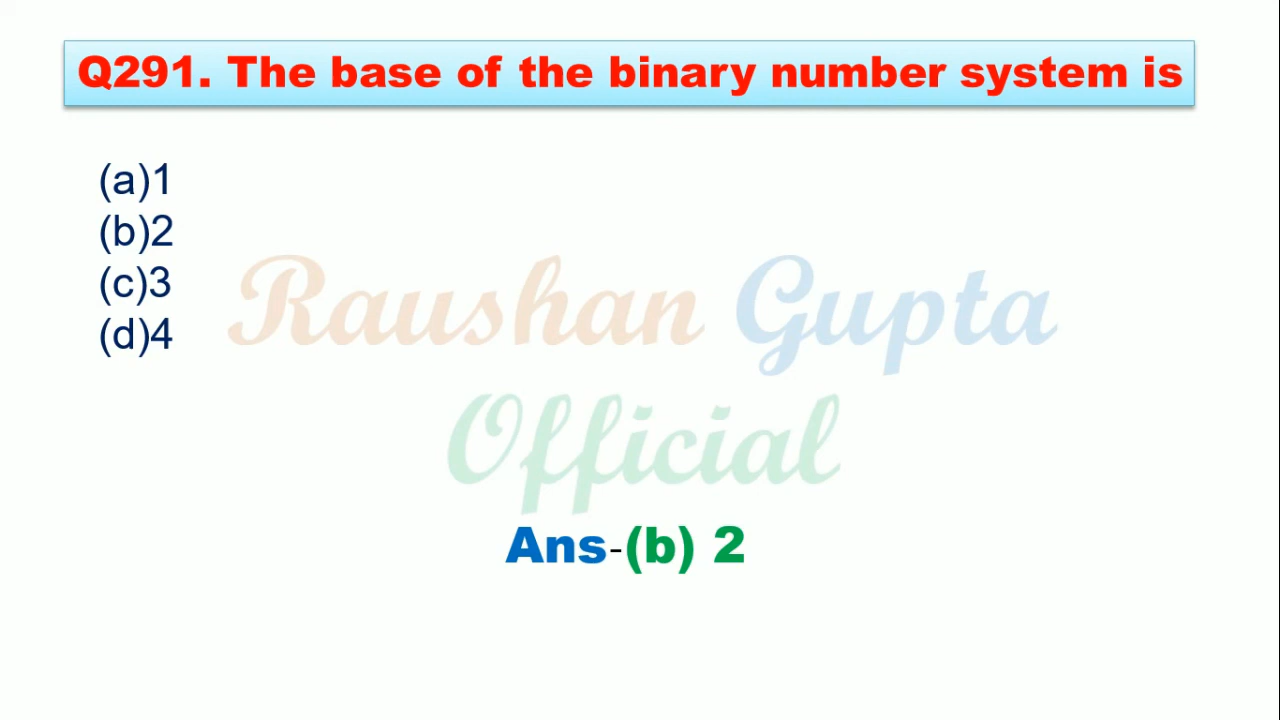 Q291. The base of the binary number system is
(a)1
(b)2
(c)3
(d)4
Raushan Gupta
Official
Ans-(b) 2